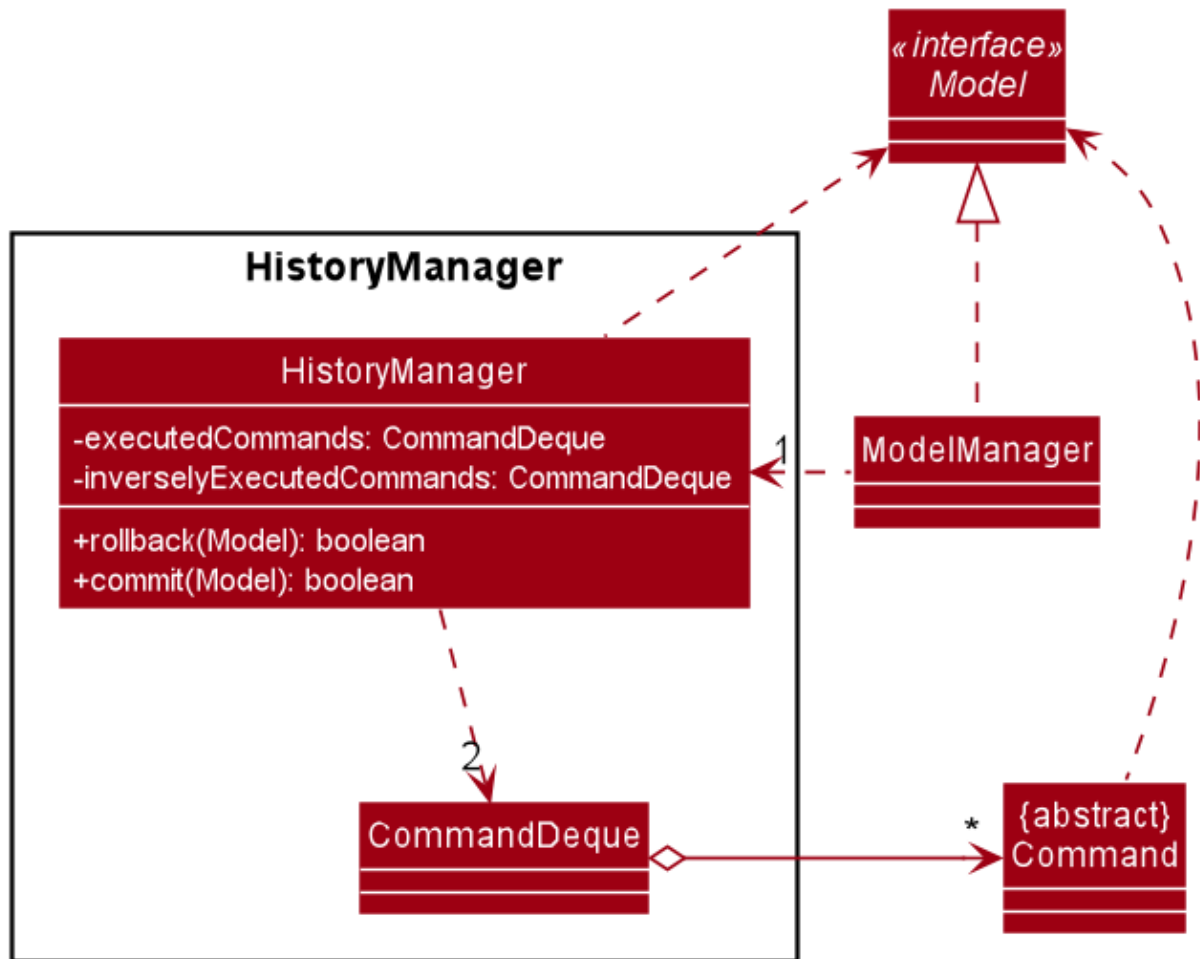 «interface»
Model
HistoryManager
HistoryManager
-executedCommands: CommandDeque
-inverselyExecutedCommands: CommandDeque
+rollback(Model): boolean
+commit(Model): boolean
1
ModelManager
2
CommandDeque
*
{abstract}
Command